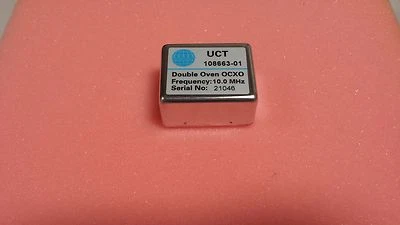 UCT
108663-01
Double Oven OCXO
Frequency:10.0 MHz
Serial No: 21046